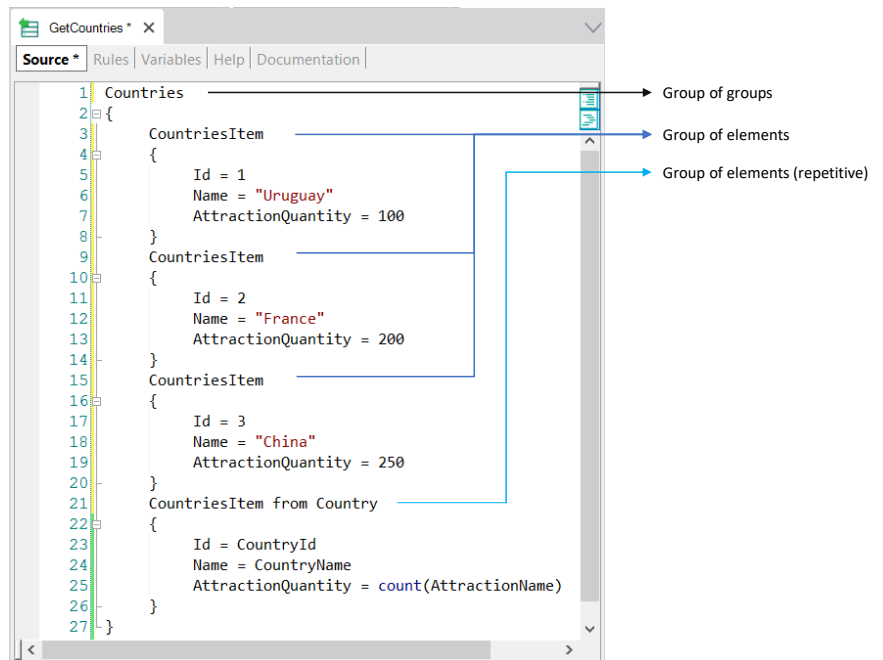 GetCountries *
Source * Rules Variables Help Documentation
1 Countries
2 {
3 CountriesItem
4 {
5 Id = 1
6 Name = "Uruguay"
7 AttractionQuantity = 100
8 }
9 CountriesItem
10 {
11 Id = 2
12 Name = "France"
13 AttractionQuantity = 200
14 }
15 CountriesItem
16 {
17 Id = 3
18 Name = "China"
19 AttractionQuantity = 250
20 }
21 CountriesItem from Country
22 {
23 Id = CountryId
24 Name = CountryName
25 AttractionQuantity = count(AttractionName)
26 }
27 }
Group of groups
Group of elements
Group of elements (repetitive)